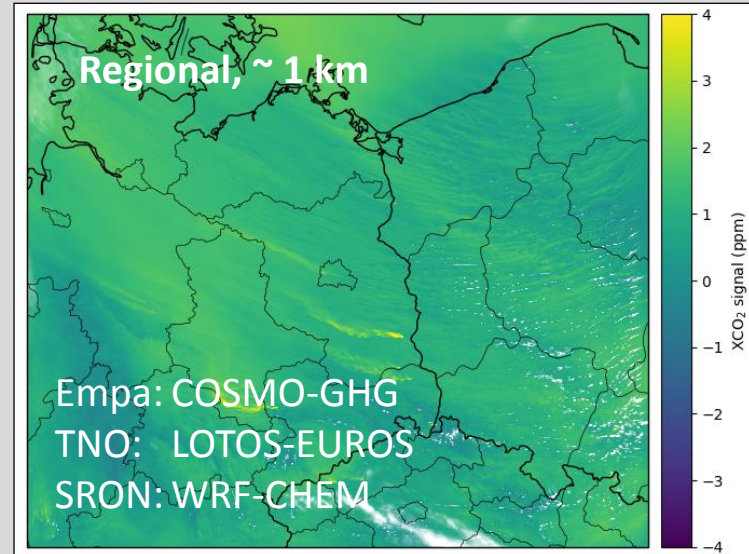 Regional, ~ 1 km
Empa: COSMO-GHG
TNO: LOTOS-EUROS
SRON: WRF-CHEM
4
3
2
1
0
−1
−2
−3
−4
XCO₂ signal (ppm)